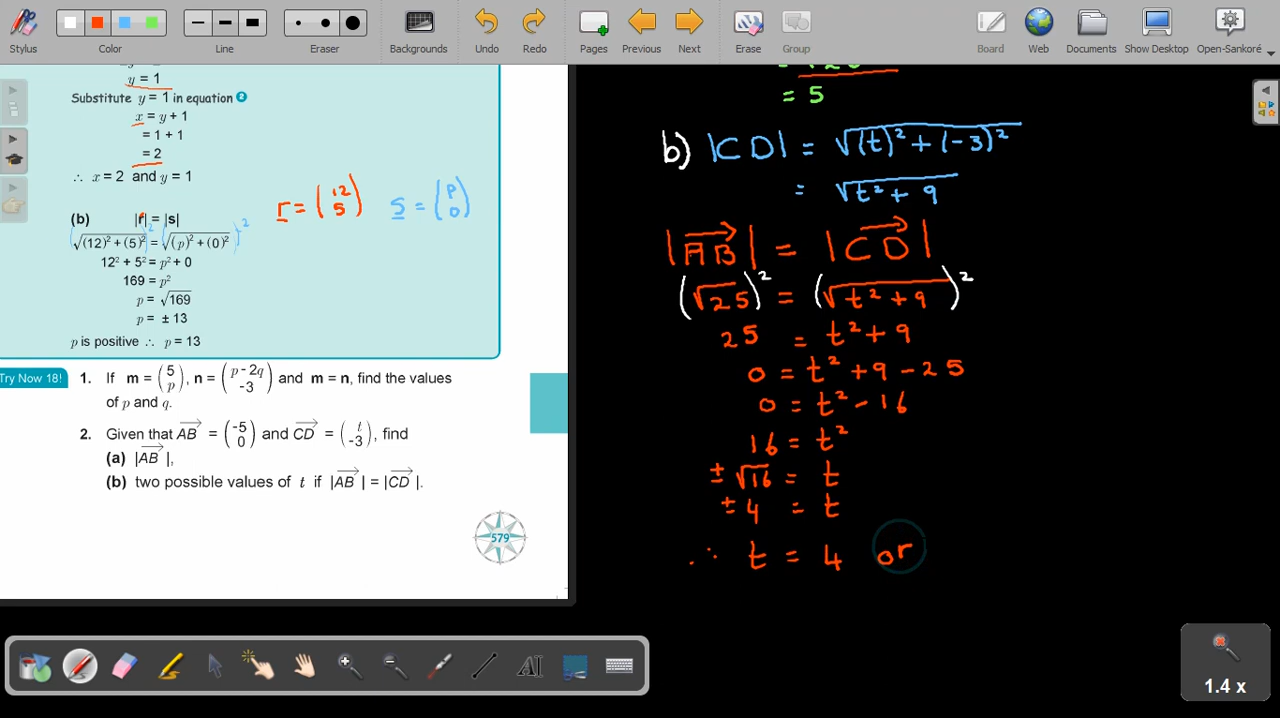 Stylus Color Line Eraser Backgrounds Undo Redo Pages Previous Next Erase Group Board Web Documents Show Desktop Open-Sankoré
y = 1
Substitute y = 1 in equation ❷
x = y + 1
= 1 + 1
= 2
∴ x = 2 and y = 1
(b) |r| = |s|
√(12)² + (5)² = √(p)² + (0)²
( )² ( )²
12² + 5² = p² + 0
169 = p²
p = √169
p = ± 13
p is positive ∴ p = 13
r = (12 5) s = (p 0)
Try Now 18!
1. If m = (5 p), n = (p - 2q -3) and m = n, find the values
of p and q.
2. Given that AB→ = (-5 0) and CD→ = (t -3), find
(a) |AB→|,
(b) two possible values of t if |AB→| = |CD→|.
579
= 5
b) |CD| = √(t)² + (-3)²
= √t² + 9
|AB→| = |CD→|
(√25)² = (√t² + 9)²
25 = t² + 9
0 = t² + 9 - 25
0 = t² - 16
16 = t²
± √16 = t
± 4 = t
∴ t = 4 or
1.4 x